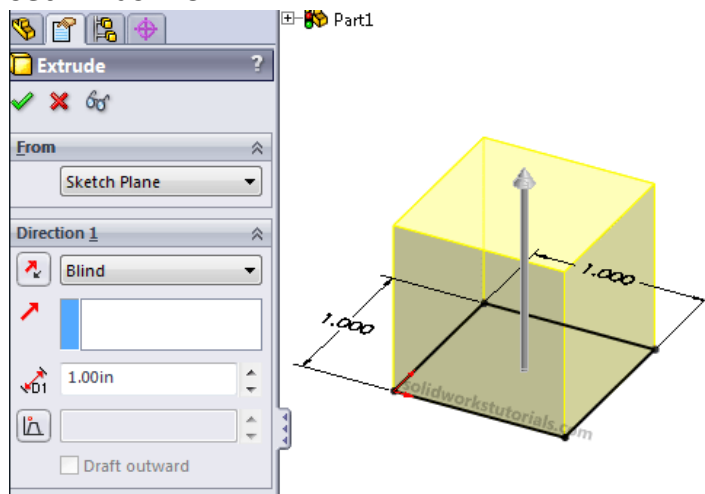 Part1
Extrude
?
From
Sketch Plane
Direction 1
Blind
D1
1.00in
Draft outward
1.000
1.000
solidworkstutorials.com